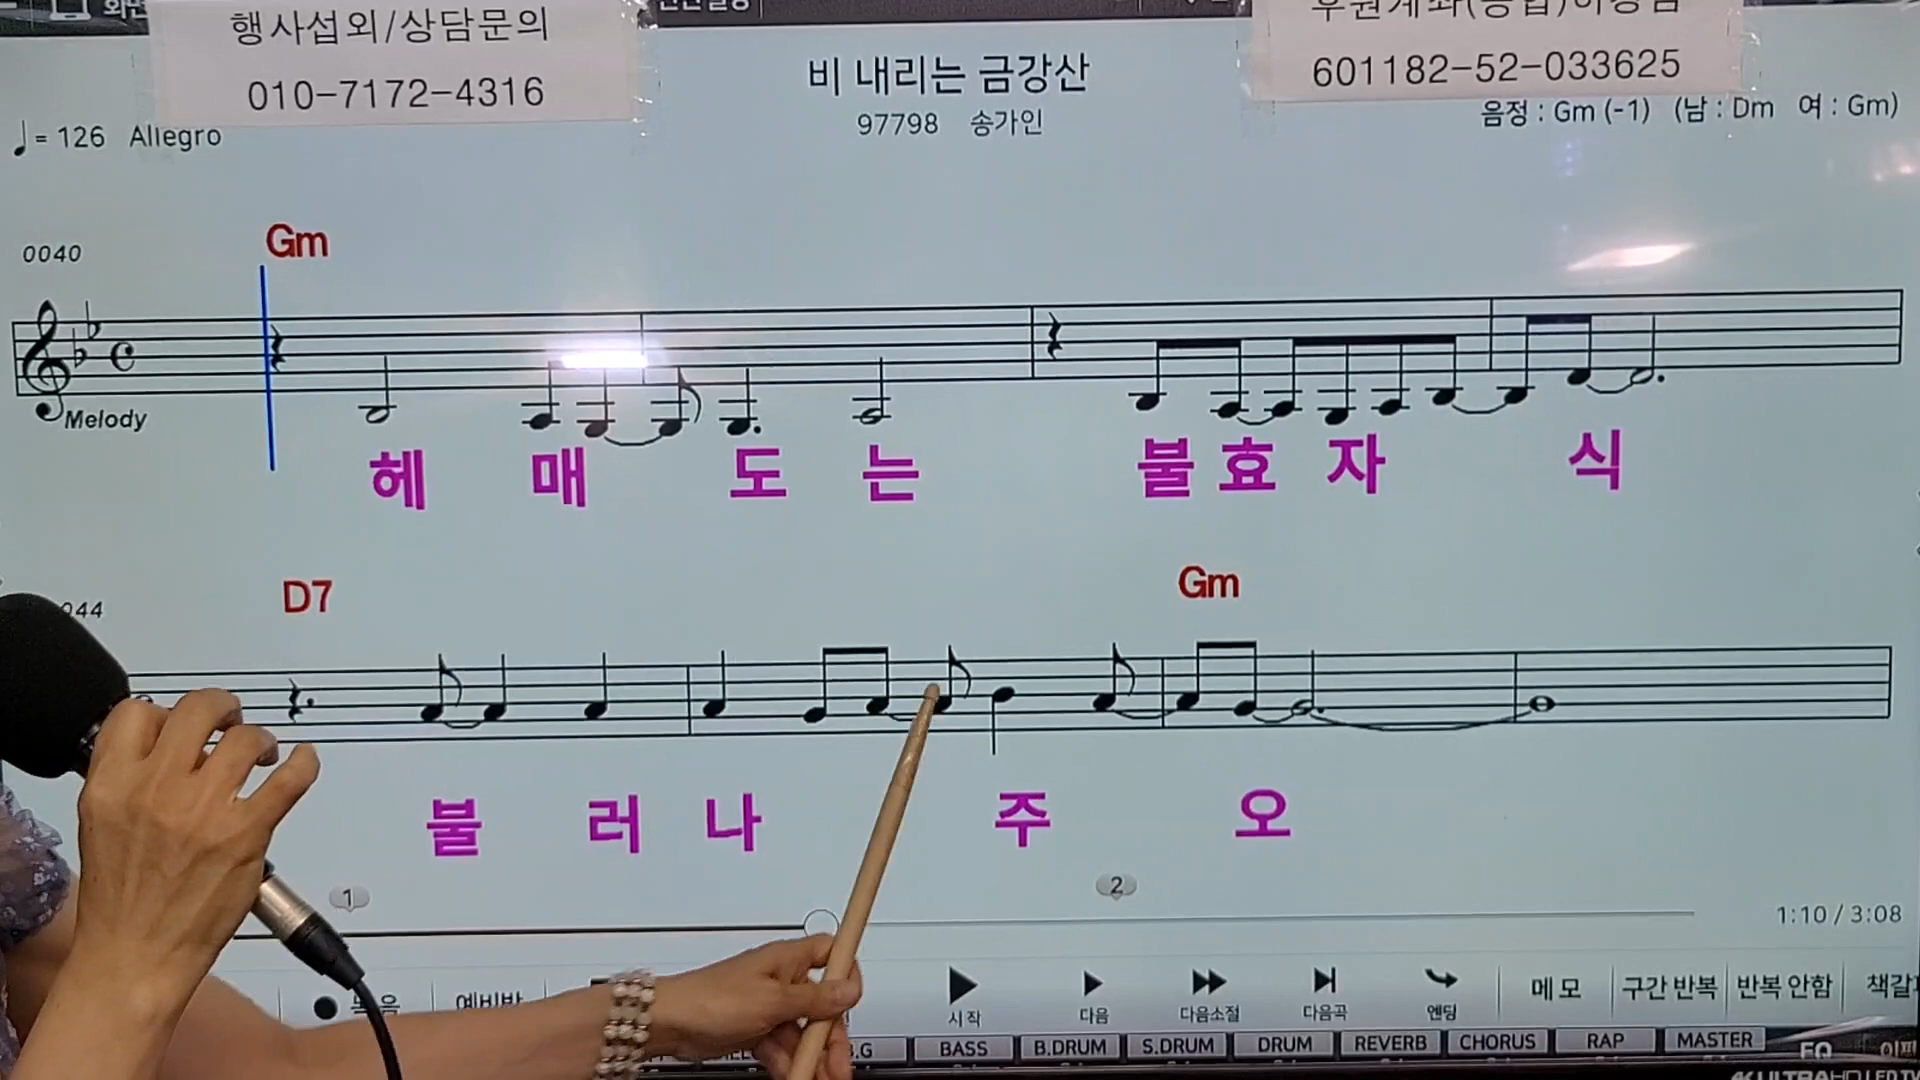 행사섭외/상담문의
010-7172-4316
601182-52-033625
비 내리는 금강산
97798 송가인
♩= 126 Allegro
음정 : Gm (-1) (남 : Dm 여 : Gm)
0040
Gm
Melody
헤 매 도 는 불 효 자 식
044
D7 Gm
불 러 나 주 오
1 2
1:10 / 3:08
시작 다음 다음소절 다음곡 엔딩 메모 구간 반복 반복 안함
BASS B.DRUM S.DRUM DRUM REVERB CHORUS RAP MASTER